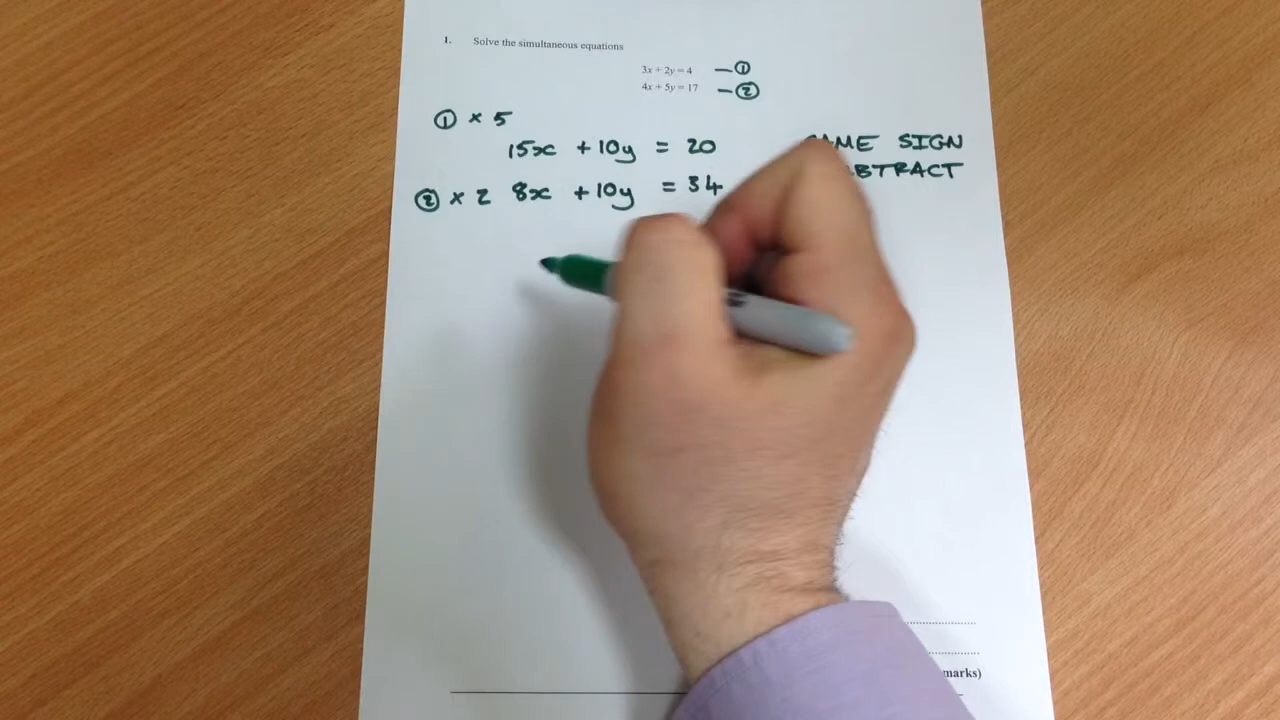 1. Solve the simultaneous equations
3x + 2y = 4 — ①
4x + 5y = 17 — ②
① × 5
15x + 10y = 20
SIGN
② × 2 8x + 10y = 34
marks)